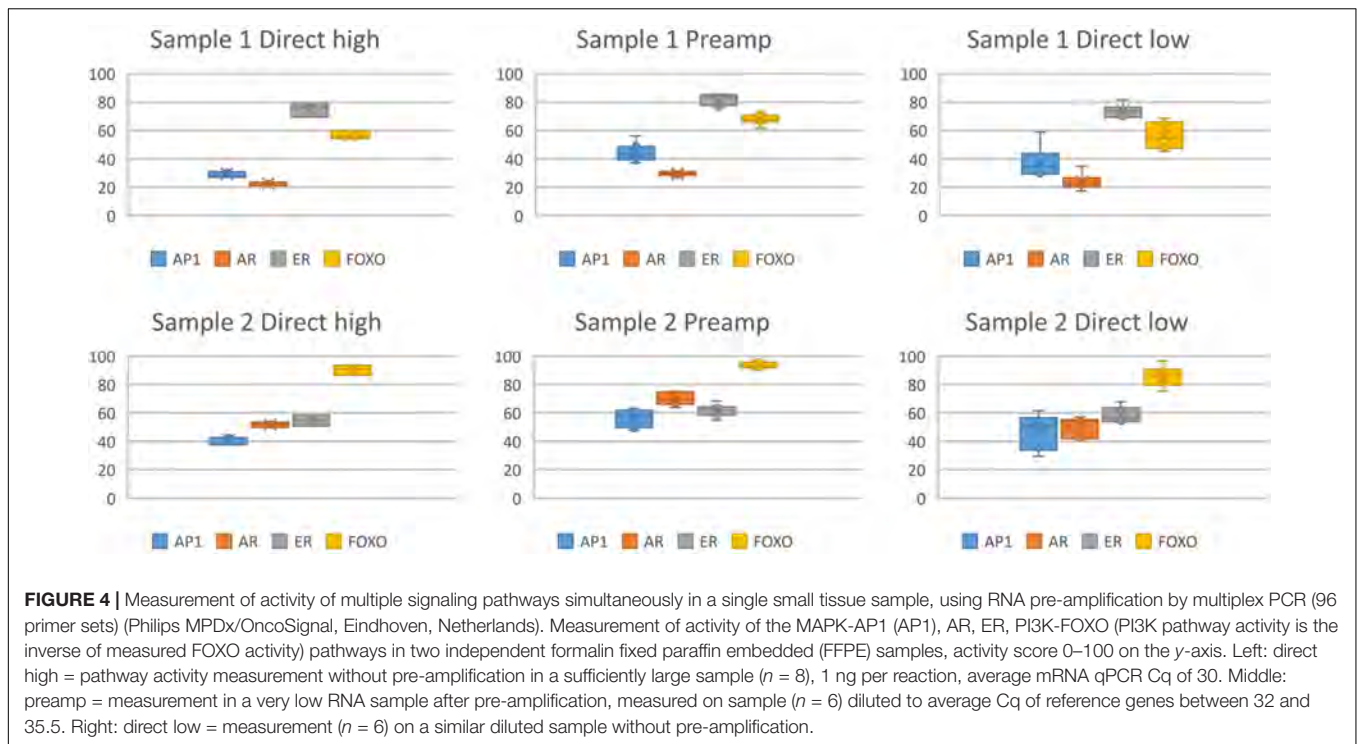 Sample 1 Direct high
Sample 1 Preamp
Sample 1 Direct low
100
80
60
40
20
0
100
80
60
40
20
0
100
80
60
40
20
0
AP1 AR ER FOXO
AP1 AR ER FOXO
AP1 AR ER FOXO
Sample 2 Direct high
Sample 2 Preamp
Sample 2 Direct low
100
80
60
40
20
0
100
80
60
40
20
0
100
80
60
40
20
0
AP1 AR ER FOXO
AP1 AR ER FOXO
AP1 AR ER FOXO
FIGURE 4 | Measurement of activity of multiple signaling pathways simultaneously in a single small tissue sample, using RNA pre-amplification by multiplex PCR (96
primer sets) (Philips MPDx/OncoSignal, Eindhoven, Netherlands). Measurement of activity of the MAPK-AP1 (AP1), AR, ER, PI3K-FOXO (PI3K pathway activity is the
inverse of measured FOXO activity) pathways in two independent formalin fixed paraffin embedded (FFPE) samples, activity score 0–100 on the y-axis. Left: direct
high = pathway activity measurement without pre-amplification in a sufficiently large sample (n = 8), 1 ng per reaction, average mRNA qPCR Cq of 30. Middle:
preamp = measurement in a very low RNA sample after pre-amplification, measured on sample (n = 6) diluted to average Cq of reference genes between 32 and
35.5. Right: direct low = measurement (n = 6) on a similar diluted sample without pre-amplification.